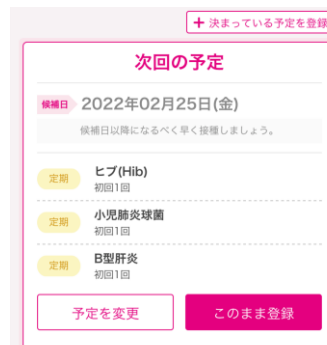 + 決まっている予定を登録
次回の予定
候補日 2022年02月25日(金)
候補日以降になるべく早く接種しましょう。
定期 ヒブ(Hib)
初回1回
定期 小児肺炎球菌
初回1回
定期 B型肝炎
初回1回
予定を変更 このまま登録